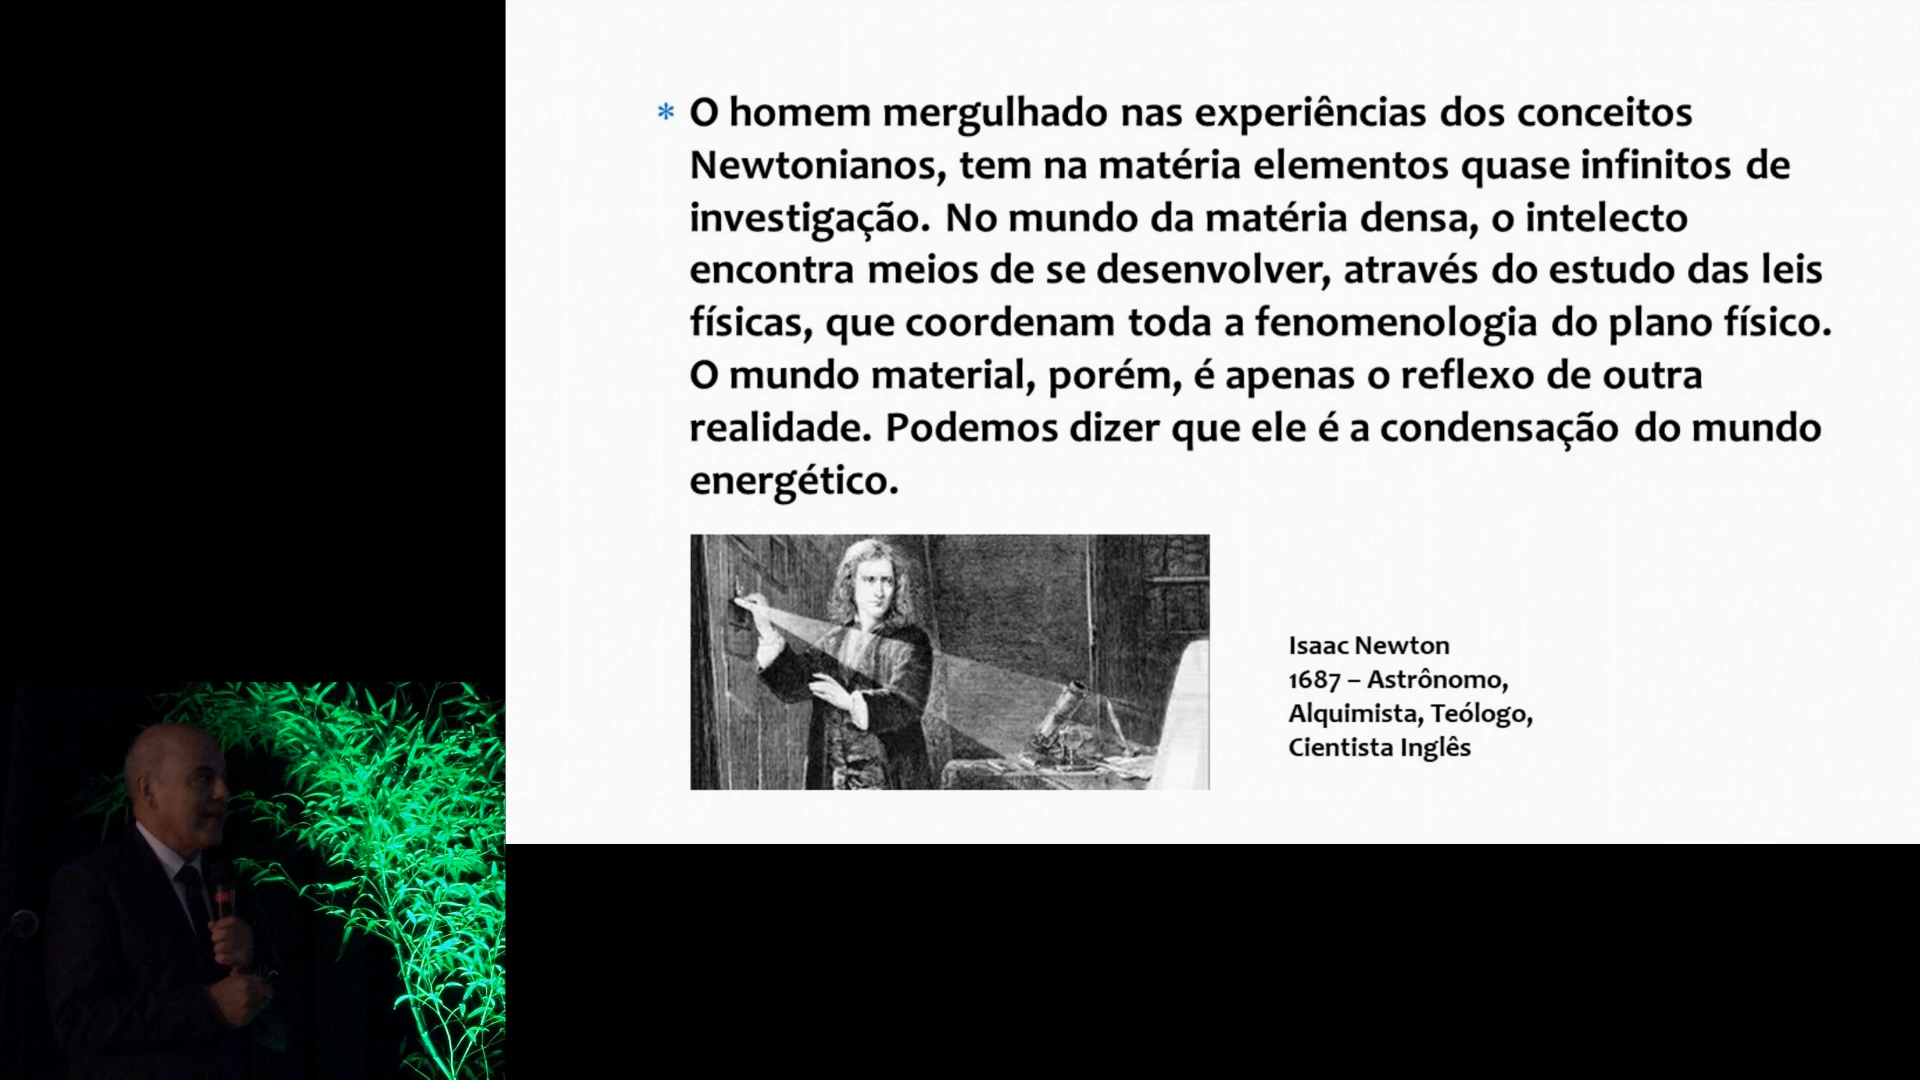 * O homem mergulhado nas experiências dos conceitos
Newtonianos, tem na matéria elementos quase infinitos de
investigação. No mundo da matéria densa, o intelecto
encontra meios de se desenvolver, através do estudo das leis
físicas, que coordenam toda a fenomenologia do plano físico.
O mundo material, porém, é apenas o reflexo de outra
realidade. Podemos dizer que ele é a condensação do mundo
energético.
Isaac Newton
1687 – Astrônomo,
Alquimista, Teólogo,
Cientista Inglês